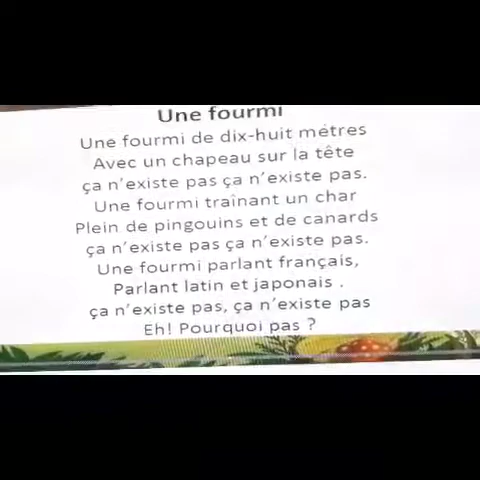 Une fourmi
Une fourmi de dix-huit mètres
Avec un chapeau sur la tête
ça n'existe pas ça n'existe pas.
Une fourmi traînant un char
Plein de pingouins et de canards
ça n'existe pas ça n'existe pas.
Une fourmi parlant français,
Parlant latin et japonais .
ça n'existe pas, ça n'existe pas
Eh! Pourquoi pas ?